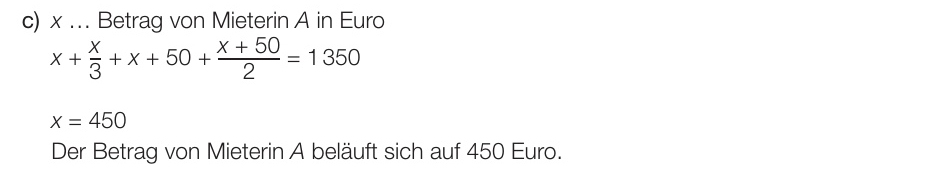 c) x … Betrag von Mieterin A in Euro
x + x/3 + x + 50 + (x + 50)/2 = 1 350
x = 450
Der Betrag von Mieterin A beläuft sich auf 450 Euro.